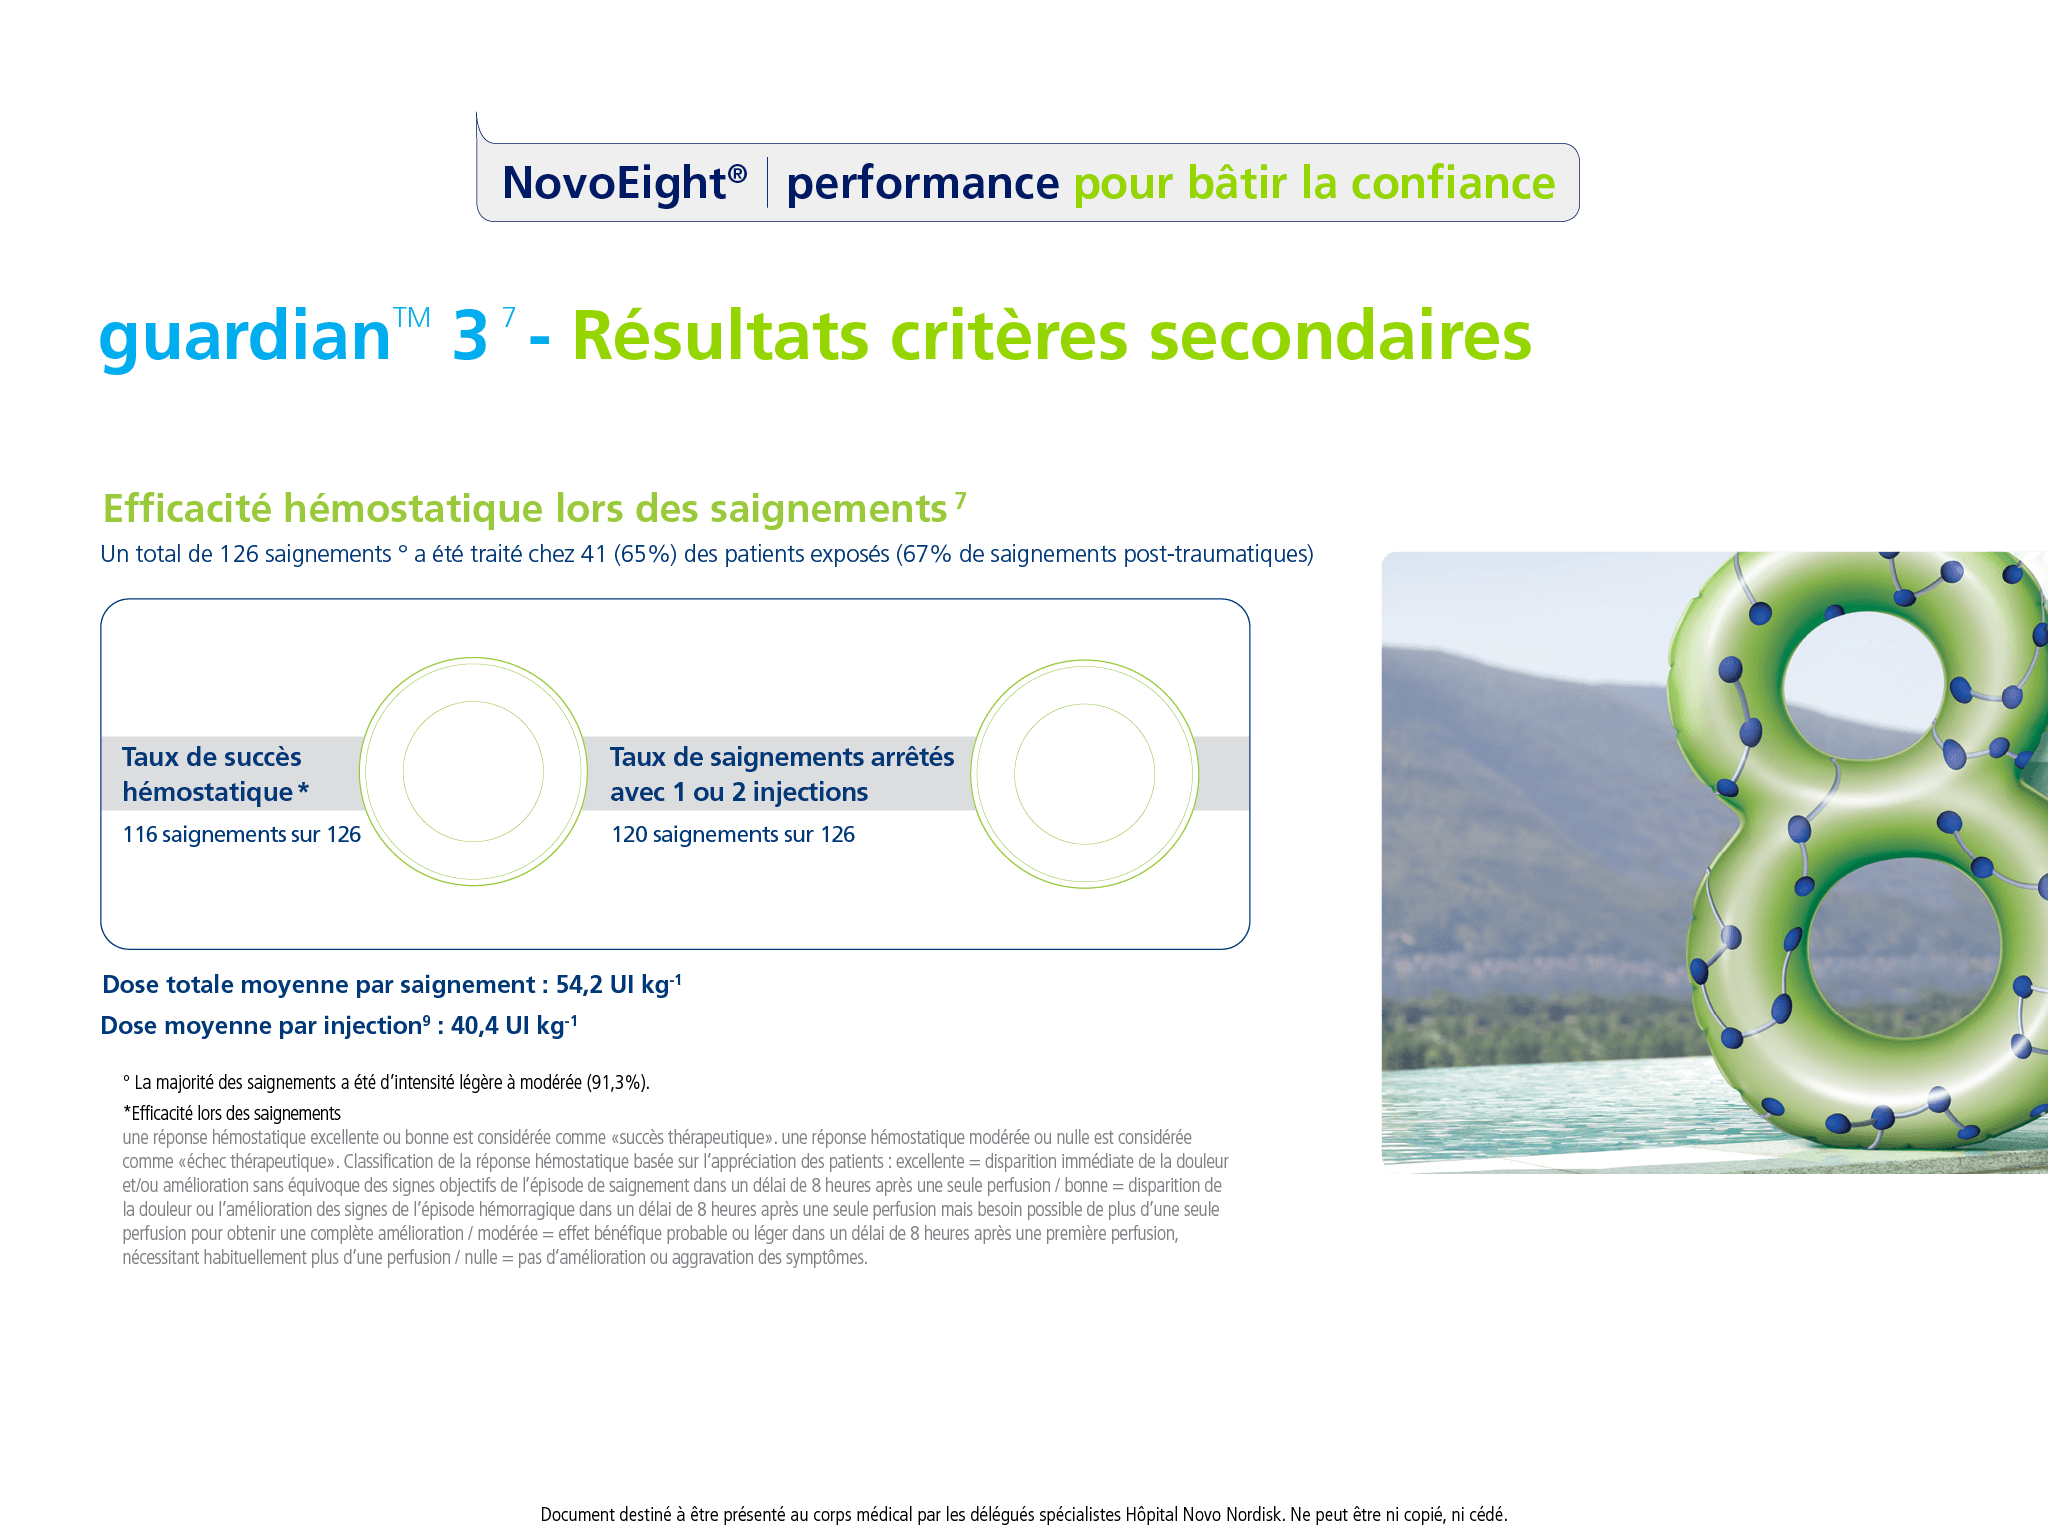 NovoEight® | performance pour bâtir la confiance
guardian™ 3 7 - Résultats critères secondaires
Efficacité hémostatique lors des saignements 7
Un total de 126 saignements ° a été traité chez 41 (65%) des patients exposés (67% de saignements post-traumatiques)
Taux de succès
hémostatique *
116 saignements sur 126
Taux de saignements arrêtés
avec 1 ou 2 injections
120 saignements sur 126
Dose totale moyenne par saignement : 54,2 UI kg-1
Dose moyenne par injection9 : 40,4 UI kg-1
° La majorité des saignements a été d’intensité légère à modérée (91,3%).
*Efficacité lors des saignements
une réponse hémostatique excellente ou bonne est considérée comme «succès thérapeutique». une réponse hémostatique modérée ou nulle est considérée
comme «échec thérapeutique». Classification de la réponse hémostatique basée sur l’appréciation des patients : excellente = disparition immédiate de la douleur
et/ou amélioration sans équivoque des signes objectifs de l’épisode de saignement dans un délai de 8 heures après une seule perfusion / bonne = disparition de
la douleur ou l’amélioration des signes de l’épisode hémorragique dans un délai de 8 heures après une seule perfusion mais besoin possible de plus d’une seule
perfusion pour obtenir une complète amélioration / modérée = effet bénéfique probable ou léger dans un délai de 8 heures après une première perfusion,
nécessitant habituellement plus d’une perfusion / nulle = pas d’amélioration ou aggravation des symptômes.
Document destiné à être présenté au corps médical par les délégués spécialistes Hôpital Novo Nordisk. Ne peut être ni copié, ni cédé.